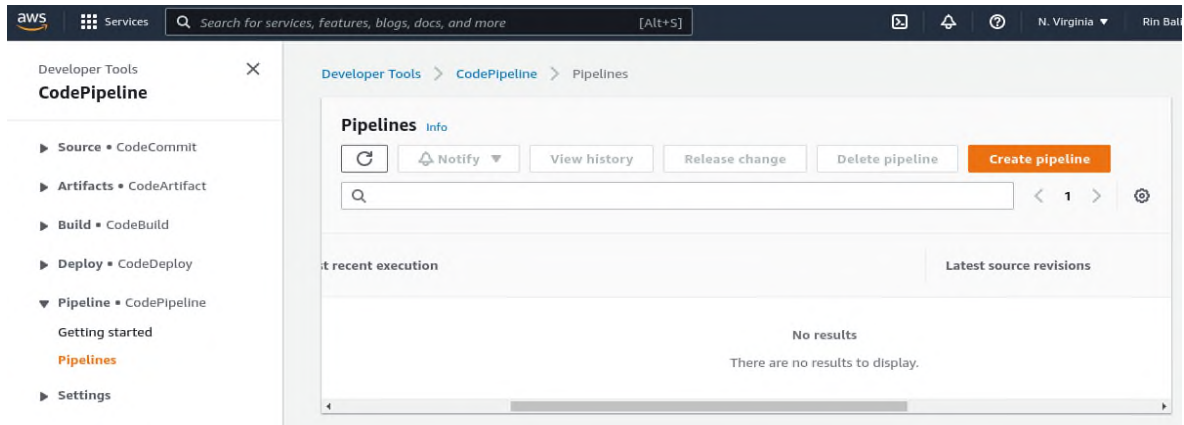 aws Services Search for services, features, blogs, docs, and more [Alt+S] N. Virginia ▼ Rin Bali
Developer Tools
CodePipeline
Source • CodeCommit
Artifacts • CodeArtifact
Build • CodeBuild
Deploy • CodeDeploy
Pipeline • CodePipeline
Getting started
Pipelines
Settings
Developer Tools > CodePipeline > Pipelines
Pipelines Info
Notify ▼ View history Release change Delete pipeline Create pipeline
< 1 >
t recent execution Latest source revisions
No results
There are no results to display.